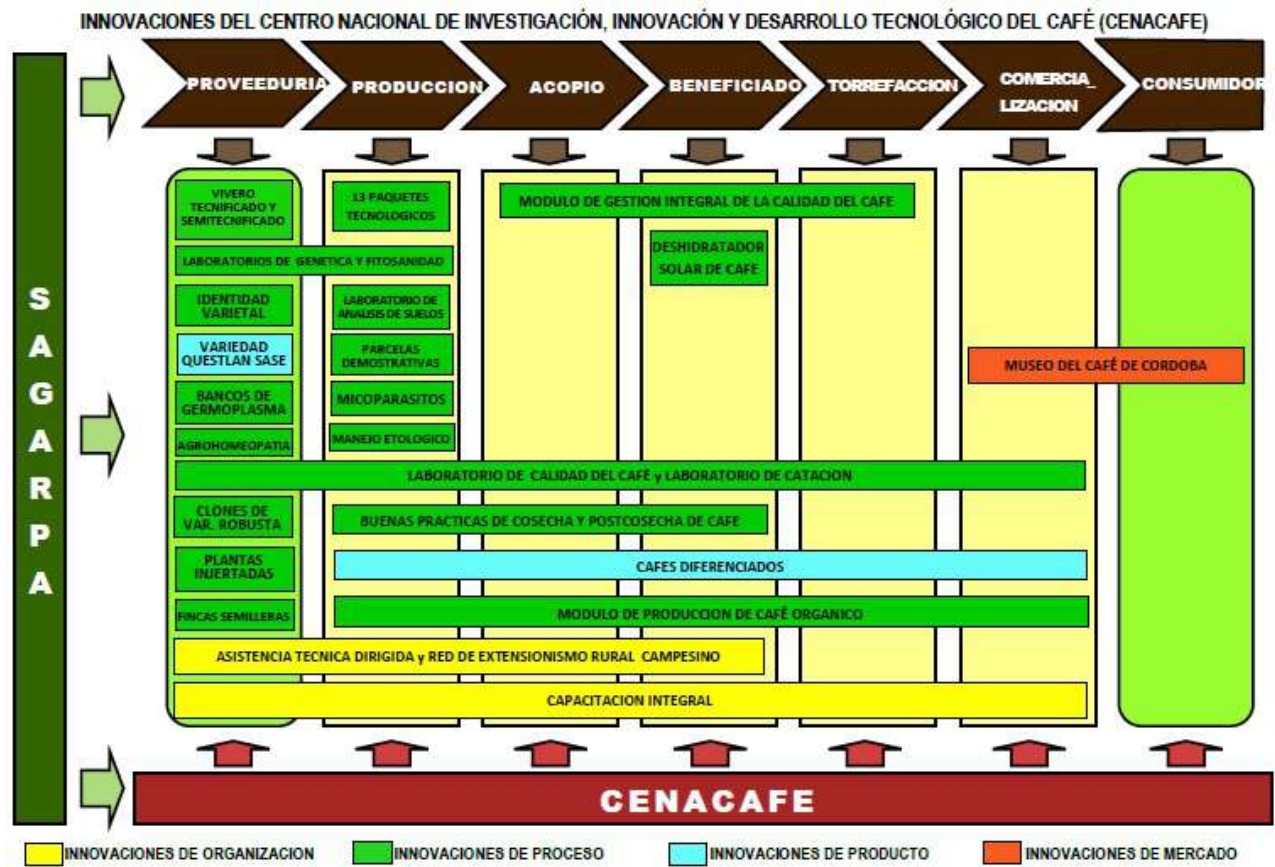 INNOVACIONES DEL CENTRO NACIONAL DE INVESTIGACIÓN, INNOVACIÓN Y DESARROLLO TECNOLÓGICO DEL CAFÉ (CENACAFE)
SAGARPA
PROVEEDURIA
PRODUCCION
ACOPIO
BENEFICIADO
TORREFACCION
COMERCIA_
LIZACION
CONSUMIDOR
VIVERO
TECNIFICADO Y
SEMITECNIFICADO
13 PAQUETES
TECNOLOGICOS
MODULO DE GESTION INTEGRAL DE LA CALIDAD DEL CAFE
LABORATORIOS DE GENETICA Y FITOSANIDAD
DESHIDRATADOR
SOLAR DE CAFE
IDENTIDAD
VARIETAL
LABORATORIO DE
ANALISIS DE SUELOS
VARIEDAD
QUESTLAN SASE
PARCELAS
DEMOSTRATIVAS
MUSEO DEL CAFÉ DE CORDOBA
BANCOS DE
GERMOPLASMA
MICOPARASITOS
AGROHOMEOPATIA
MANEJO ETOLOGICO
LABORATORIO DE CALIDAD DEL CAFÉ y LABORATORIO DE CATACION
CLONES DE
VAR. ROBUSTA
BUENAS PRACTICAS DE COSECHA Y POSTCOSECHA DE CAFE
PLANTAS
INJERTADAS
CAFES DIFERENCIADOS
FINCAS SEMILLERAS
MODULO DE PRODUCCION DE CAFÉ ORGANICO
ASISTENCIA TECNICA DIRIGIDA y RED DE EXTENSIONISMO RURAL CAMPESINO
CAPACITACION INTEGRAL
CENACAFE
INNOVACIONES DE ORGANIZACION
INNOVACIONES DE PROCESO
INNOVACIONES DE PRODUCTO
INNOVACIONES DE MERCADO